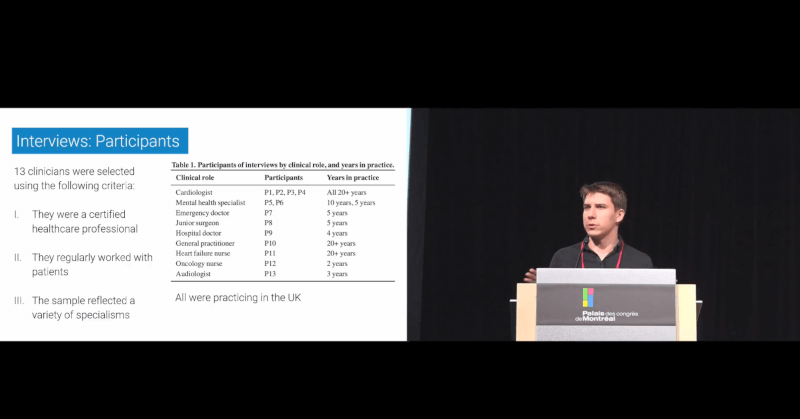 Interviews: Participants
13 clinicians were selected
using the following criteria:
I. They were a certified
healthcare professional
II. They regularly worked with
patients
III. The sample reflected a
variety of specialisms
Table 1. Participants of interviews by clinical role, and years in practice.
Clinical role Participants Years in practice
Cardiologist P1, P2, P3, P4 All 20+ years
Mental health specialist P5, P6 10 years, 5 years
Emergency doctor P7 5 years
Junior surgeon P8 5 years
Hospital doctor P9 4 years
General practitioner P10 20+ years
Heart failure nurse P11 20+ years
Oncology nurse P12 2 years
Audiologist P13 3 years
All were practicing in the UK
Palais des congrès
de Montréal